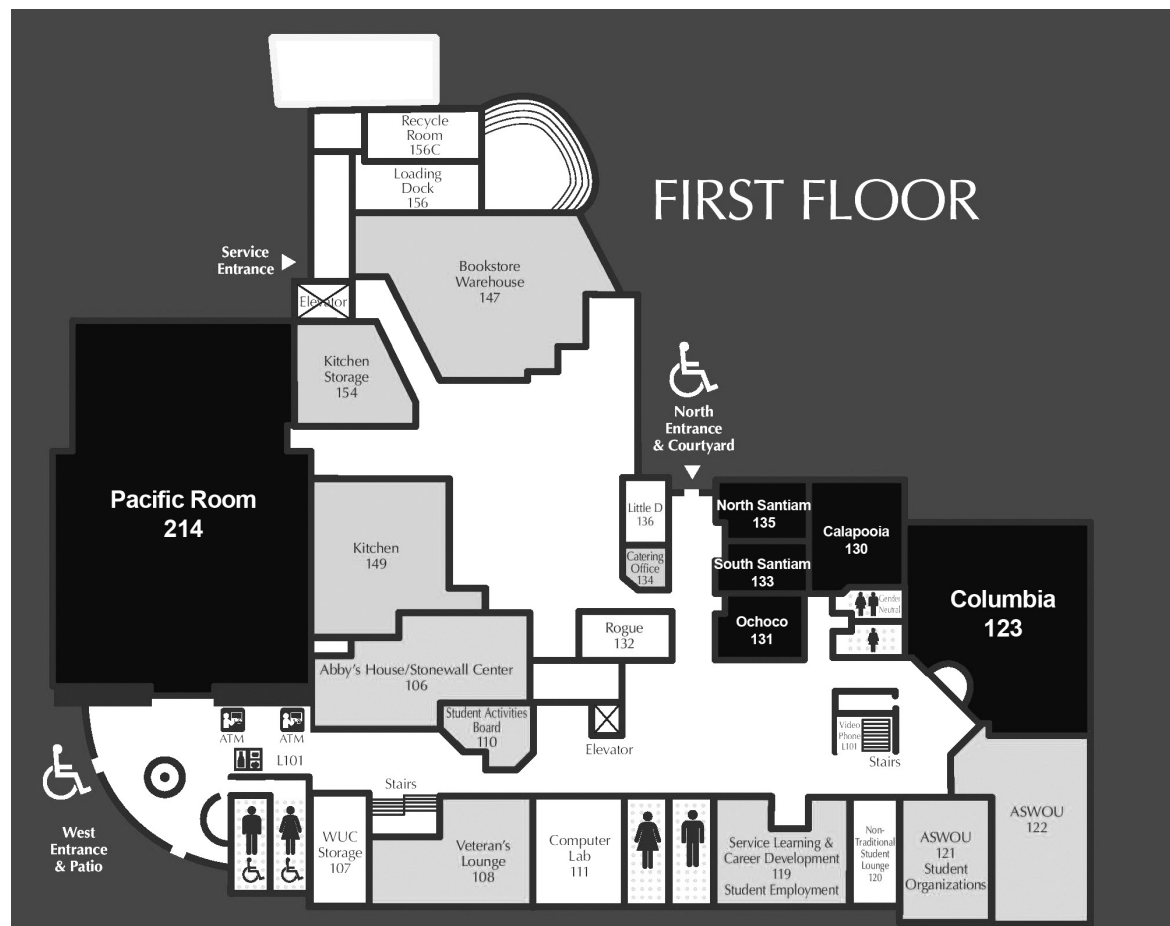 FIRST FLOOR
Recycle
Room
156C
Loading
Dock
156
Service
Entrance
Bookstore
Warehouse
147
Elevator
Kitchen
Storage
154
North
Entrance
& Courtyard
Pacific Room
214
Kitchen
149
Little D
136
Catering
Office
134
North Santiam
135
South Santiam
133
Calapooia
130
Gender
Neutral
Columbia
123
Ochoco
131
Rogue
132
Abby's House/Stonewall Center
106
Student Activities
Board
110
Elevator
Video
Phone
L101
Stairs
ATM
ATM
L101
Stairs
West
Entrance
& Patio
WUC
Storage
107
Veteran's
Lounge
108
Computer
Lab
111
Service Learning &
Career Development
119
Student Employment
Non-
Traditional
Student
Lounge
120
ASWOU
121
Student
Organizations
ASWOU
122